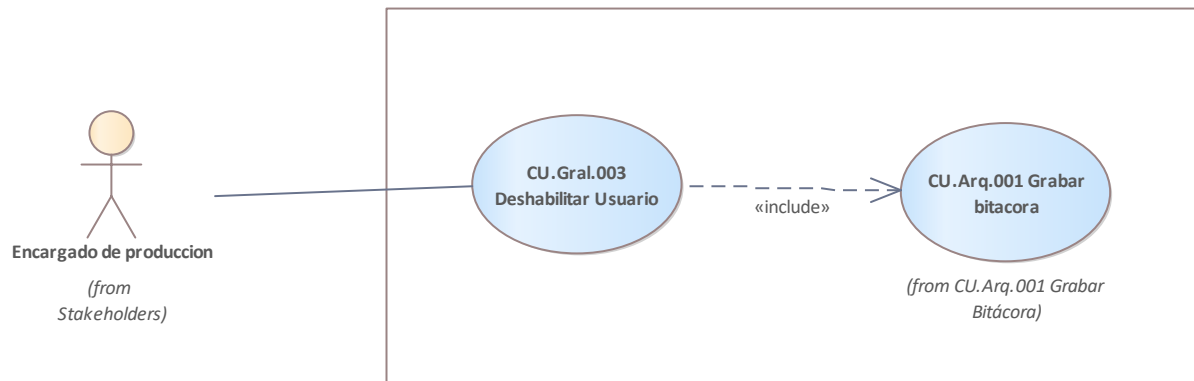 Encargado de produccion
(from
Stakeholders)
CU.Gral.003
Deshabilitar Usuario
«include»
CU.Arq.001 Grabar
bitacora
(from CU.Arq.001 Grabar
Bitácora)